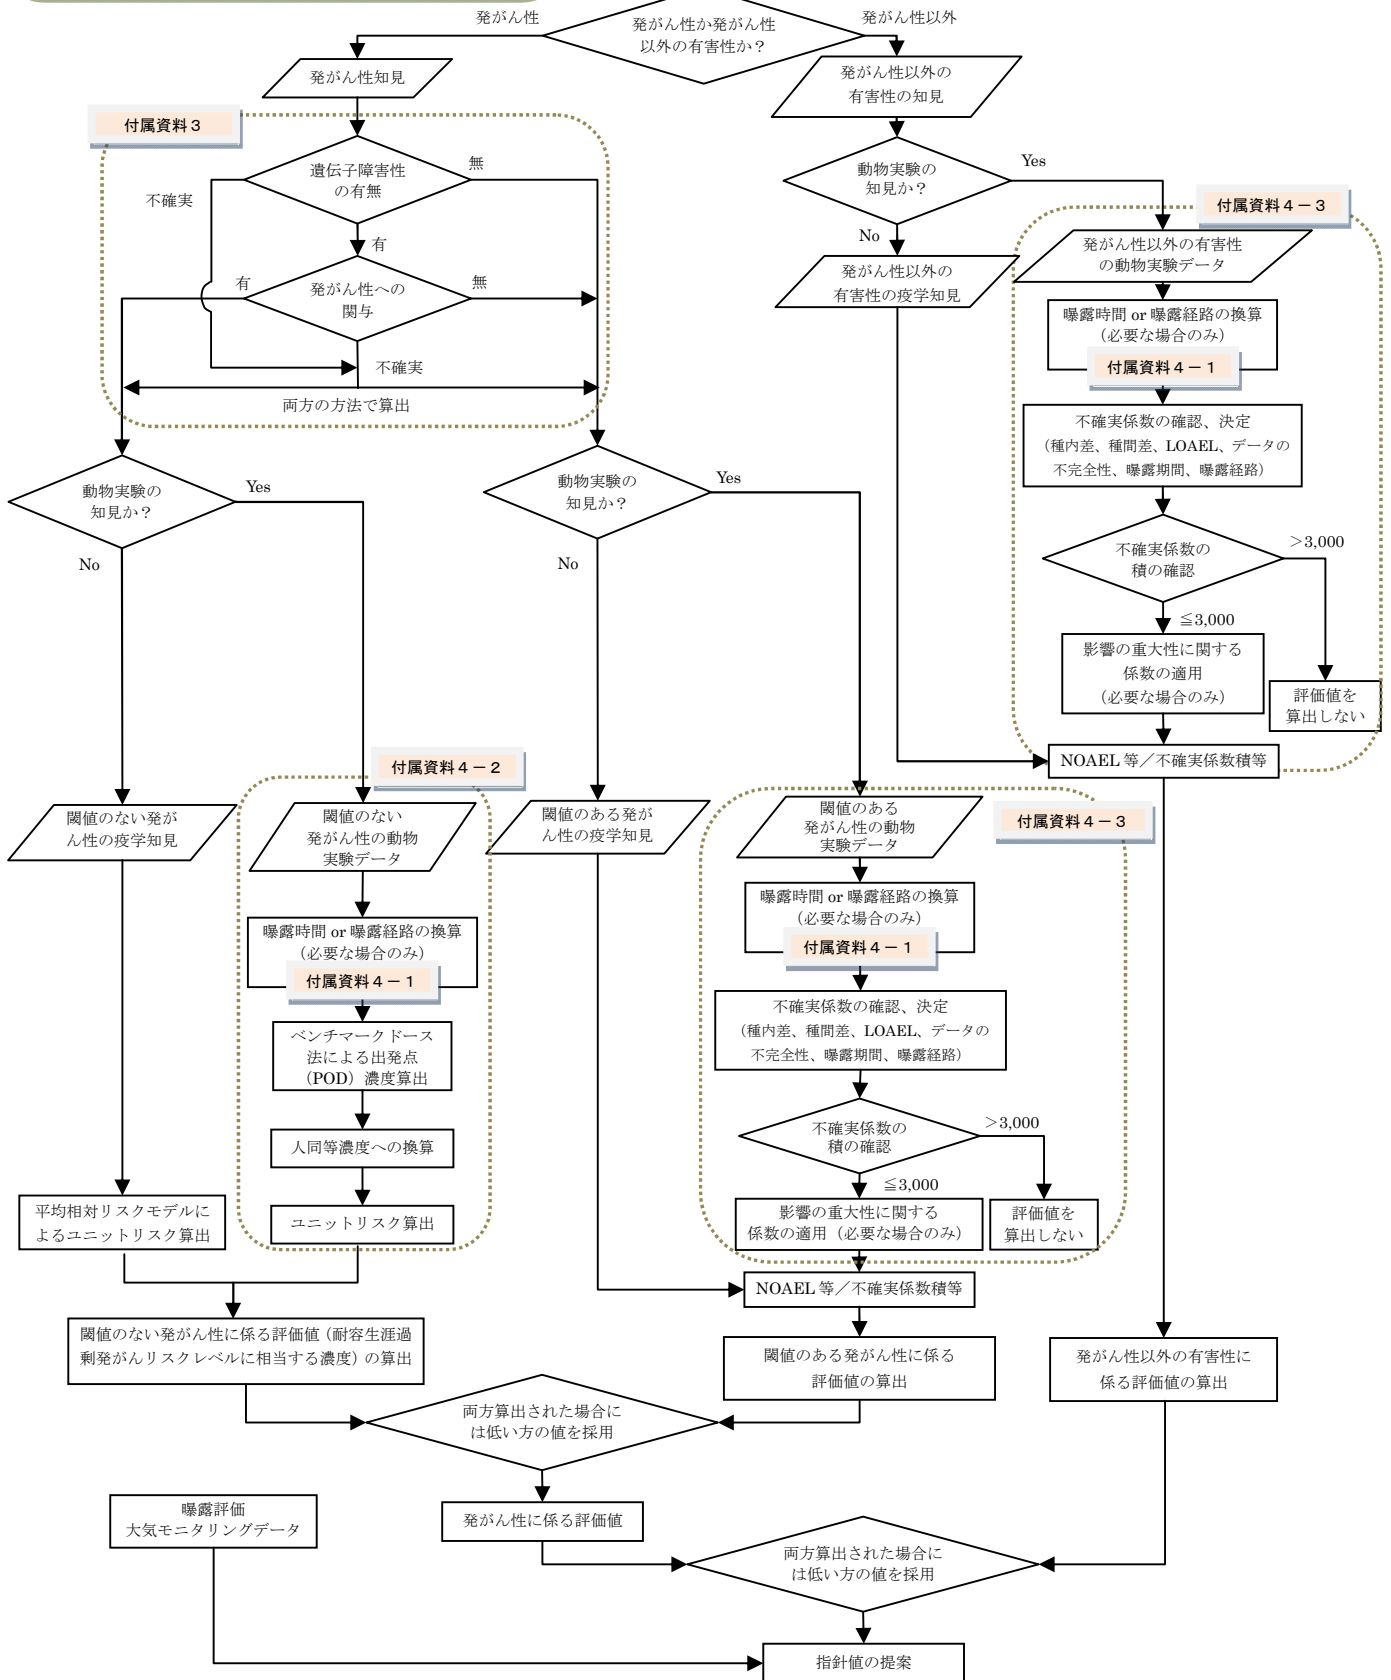 発がん性
発がん性か発がん性
以外の有害性か？
発がん性以外
発がん性知見
発がん性以外の
有害性の知見
付属資料３
遺伝子障害性
の有無
無
不確実
有
発がん性への
関与
有
無
不確実
両方の方法で算出
動物実験の
知見か？
Yes
No
発がん性以外の
有害性の疫学知見
付属資料４－３
発がん性以外の有害性
の動物実験データ
曝露時間 or 曝露経路の換算
（必要な場合のみ）
付属資料４－１
不確実係数の確認、決定
（種内差、種間差、LOAEL、データの
不完全性、曝露期間、曝露経路）
不確実係数の
積の確認
＞3,000
≦3,000
影響の重大性に関する
係数の適用
（必要な場合のみ）
評価値を
算出しない
NOAEL 等／不確実係数積等
動物実験の
知見か？
Yes
No
動物実験の
知見か？
Yes
No
閾値のない発が
ん性の疫学知見
付属資料４－２
閾値のない
発がん性の動物
実験データ
曝露時間 or 曝露経路の換算
（必要な場合のみ）
付属資料４－１
ベンチマークドース
法による出発点
（POD）濃度算出
人同等濃度への換算
ユニットリスク算出
平均相対リスクモデルに
よるユニットリスク算出
閾値のある発が
ん性の疫学知見
閾値のある
発がん性の動物
実験データ
付属資料４－３
曝露時間 or 曝露経路の換算
（必要な場合のみ）
付属資料４－１
不確実係数の確認、決定
（種内差、種間差、LOAEL、データの
不完全性、曝露期間、曝露経路）
不確実係数の
積の確認
＞3,000
≦3,000
影響の重大性に関する
係数の適用（必要な場合のみ）
評価値を
算出しない
NOAEL 等／不確実係数積等
閾値のない発がん性に係る評価値（耐容生涯過
剰発がんリスクレベルに相当する濃度）の算出
閾値のある発がん性に係る
評価値の算出
発がん性以外の有害性に
係る評価値の算出
両方算出された場合に
は低い方の値を採用
曝露評価
大気モニタリングデータ
発がん性に係る評価値
両方算出された場合に
は低い方の値を採用
指針値の提案